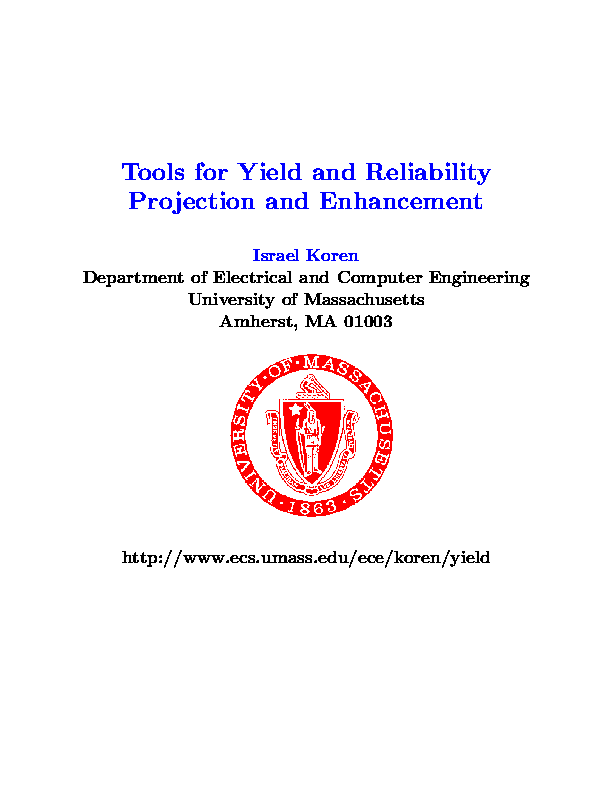 Tools for Yield and Reliability
Projection and Enhancement
Israel Koren
Department of Electrical and Computer Engineering
University of Massachusetts
Amherst, MA 01003
UNIVERSITY · OF · MASSACHUSETTS · 1863 ·
http://www.ecs.umass.edu/ece/koren/yield